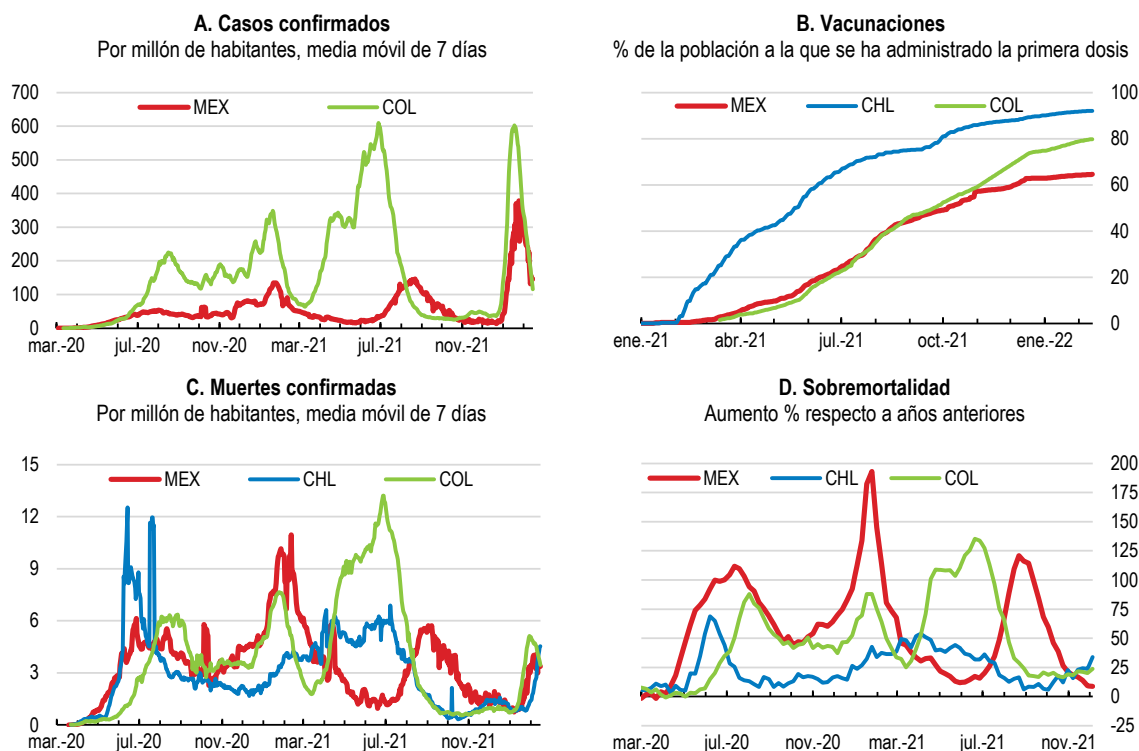 A. Casos confirmados
Por millón de habitantes, media móvil de 7 días
MEX COL
700
600
500
400
300
200
100
0
mar.-20 jul.-20 nov.-20 mar.-21 jul.-21 nov.-21
B. Vacunaciones
% de la población a la que se ha administrado la primera dosis
MEX CHL COL
100
80
60
40
20
0
ene.-21 abr.-21 jul.-21 oct.-21 ene.-22
C. Muertes confirmadas
Por millón de habitantes, media móvil de 7 días
MEX CHL COL
15
12
9
6
3
0
mar.-20 jul.-20 nov.-20 mar.-21 jul.-21 nov.-21
D. Sobremortalidad
Aumento % respecto a años anteriores
MEX CHL COL
200
175
150
125
100
75
50
25
0
-25
mar.-20 jul.-20 nov.-20 mar.-21 jul.-21 nov.-21